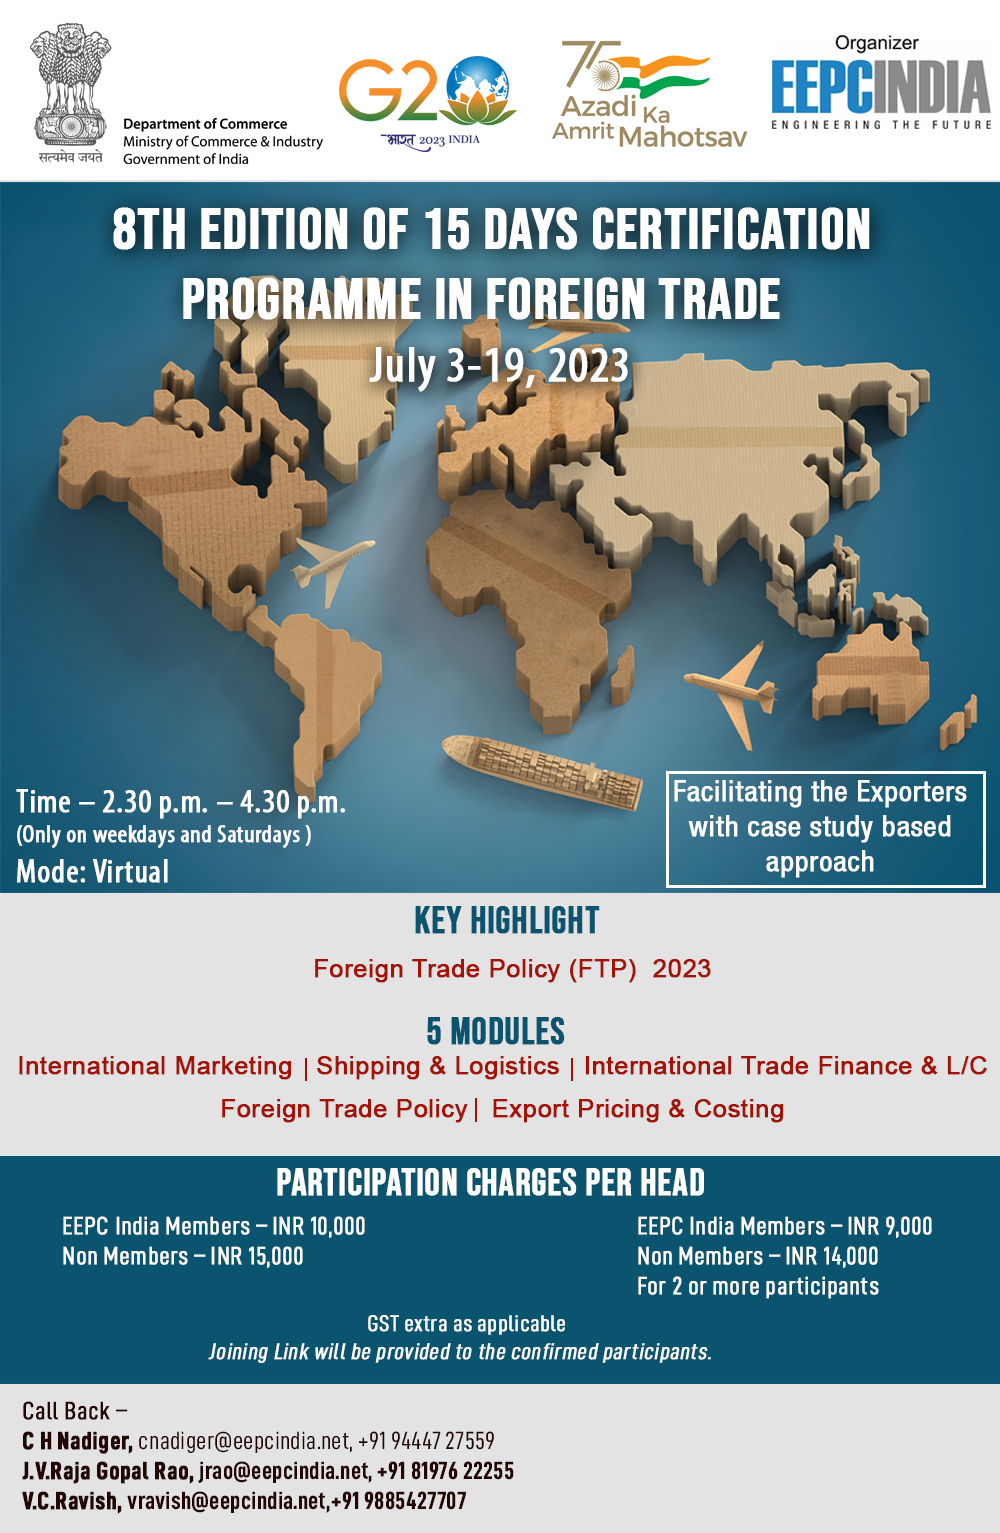 सत्यमेव जयते
Department of Commerce
Ministry of Commerce & Industry
Government of India
G20
भारत 2023 INDIA
75
Azadi Ka
Amrit Mahotsav
Organizer
EEPCINDIA
ENGINEERING THE FUTURE
8TH EDITION OF 15 DAYS CERTIFICATION
PROGRAMME IN FOREIGN TRADE
July 3-19, 2023
Time – 2.30 p.m. – 4.30 p.m.
(Only on weekdays and Saturdays )
Mode: Virtual
Facilitating the Exporters
with case study based
approach
KEY HIGHLIGHT
Foreign Trade Policy (FTP) 2023
5 MODULES
International Marketing | Shipping & Logistics | International Trade Finance & L/C
Foreign Trade Policy | Export Pricing & Costing
PARTICIPATION CHARGES PER HEAD
EEPC India Members – INR 10,000
Non Members – INR 15,000
EEPC India Members – INR 9,000
Non Members – INR 14,000
For 2 or more participants
GST extra as applicable
Joining Link will be provided to the confirmed participants.
Call Back –
C H Nadiger, cnadiger@eepcindia.net, +91 94447 27559
J.V.Raja Gopal Rao, jrao@eepcindia.net, +91 81976 22255
V.C.Ravish, vravish@eepcindia.net,+91 9885427707